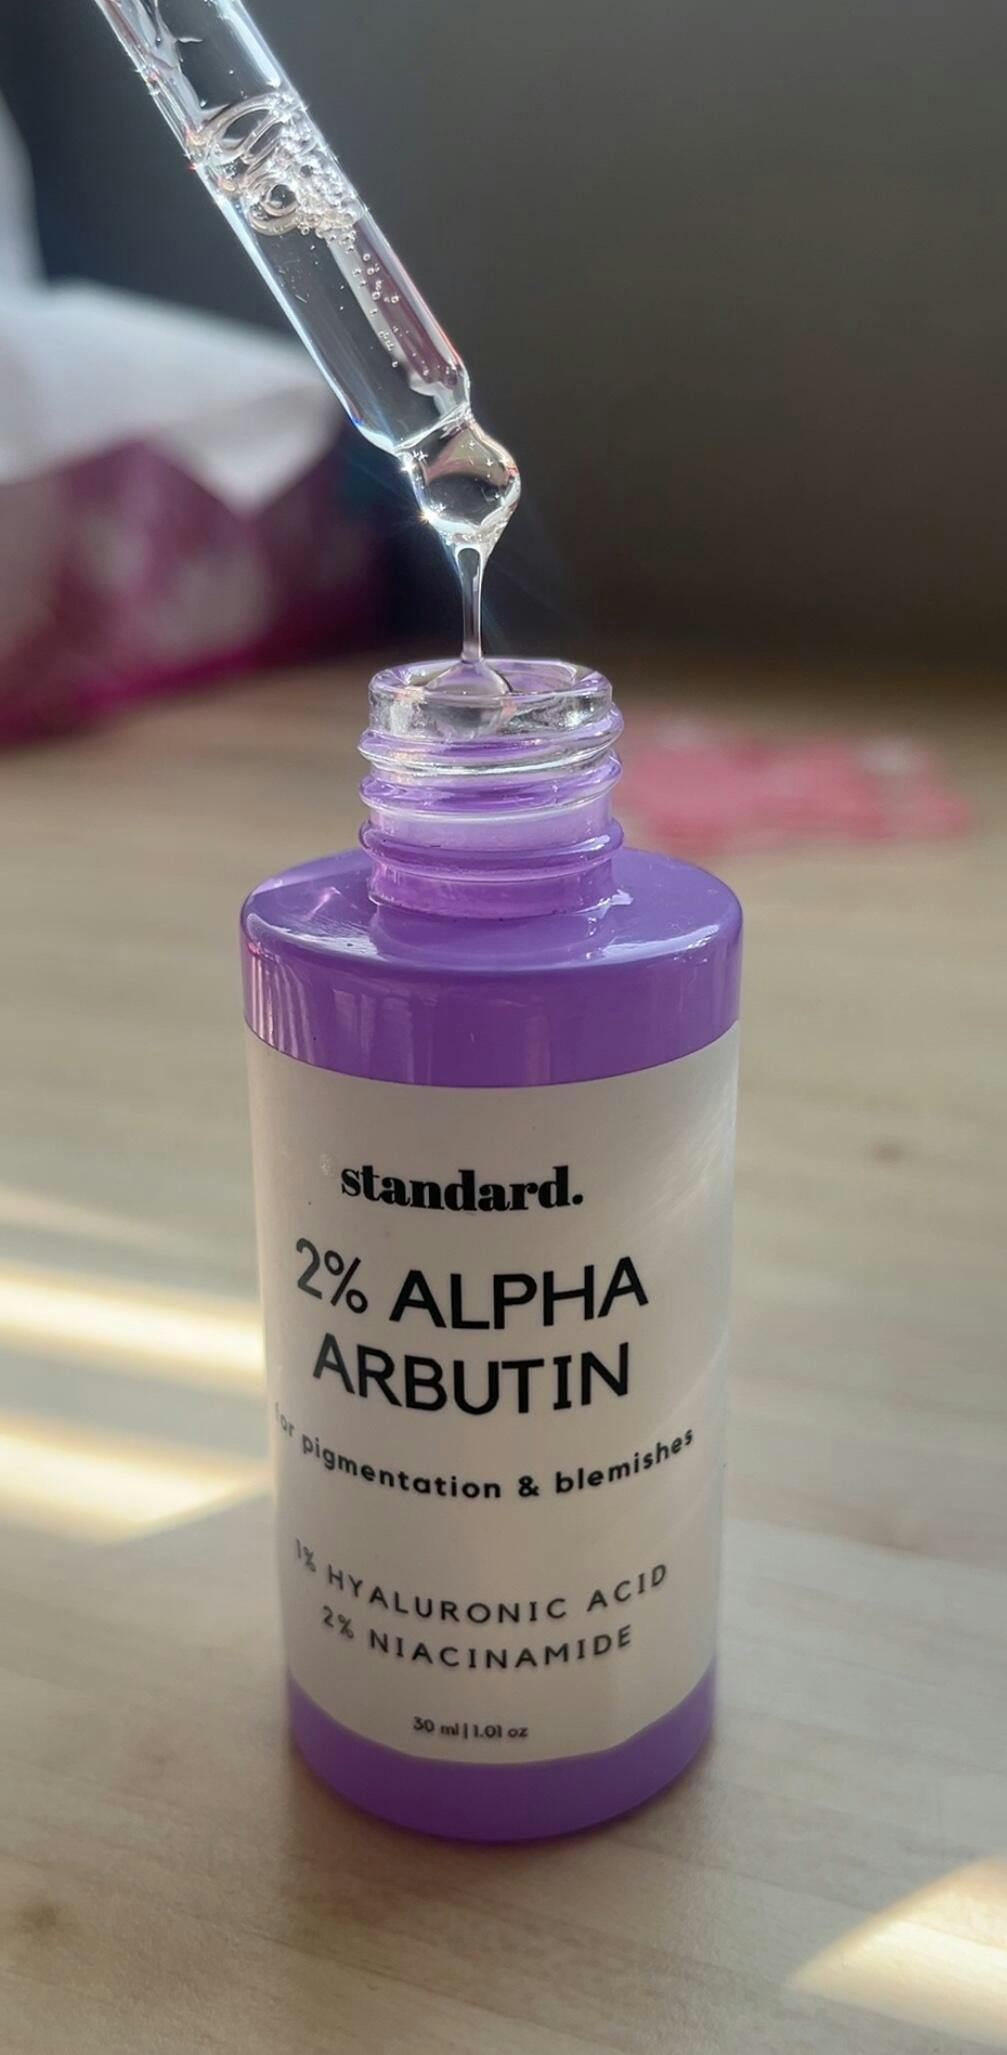 standard.
2% ALPHA
ARBUTIN
for pigmentation & blemishes
1% HYALURONIC ACID
2% NIACINAMIDE
30 ml | 1.01 oz